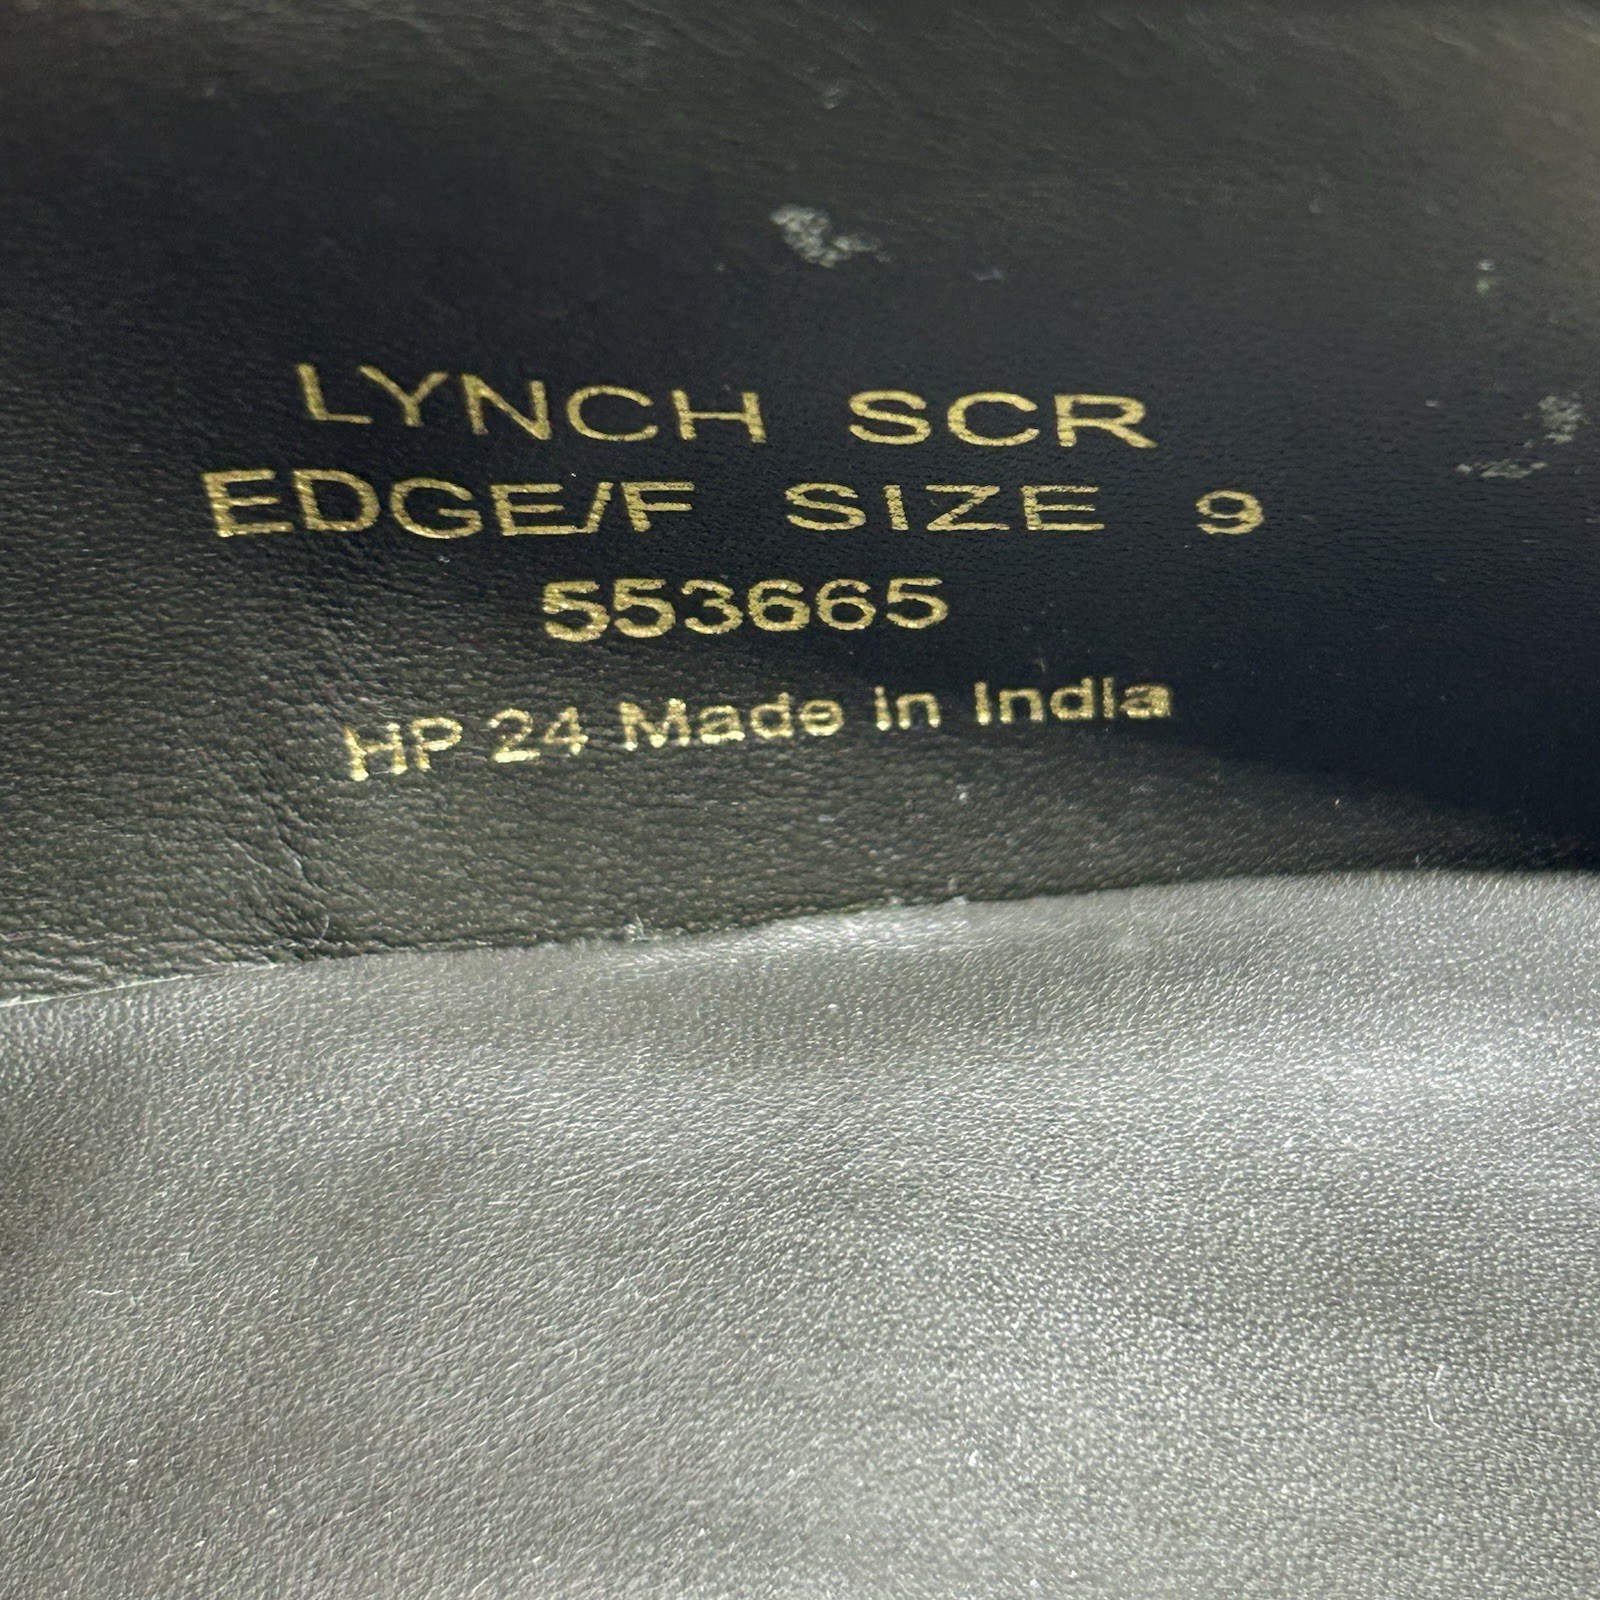 LYNCH SCR
EDGE/F SIZE 9
553665
HP 24 Made in India